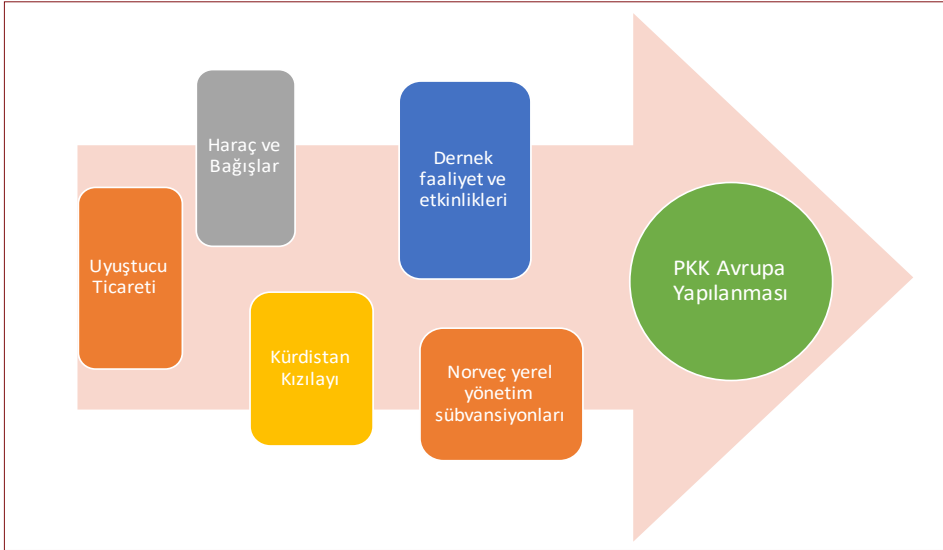 Uyuştucu
Ticareti
Haraç ve
Bağışlar
Kürdistan
Kızılayı
Dernek
faaliyet ve
etkinlikleri
Norveç yerel
yönetim
sübvansiyonları
PKK Avrupa
Yapılanması